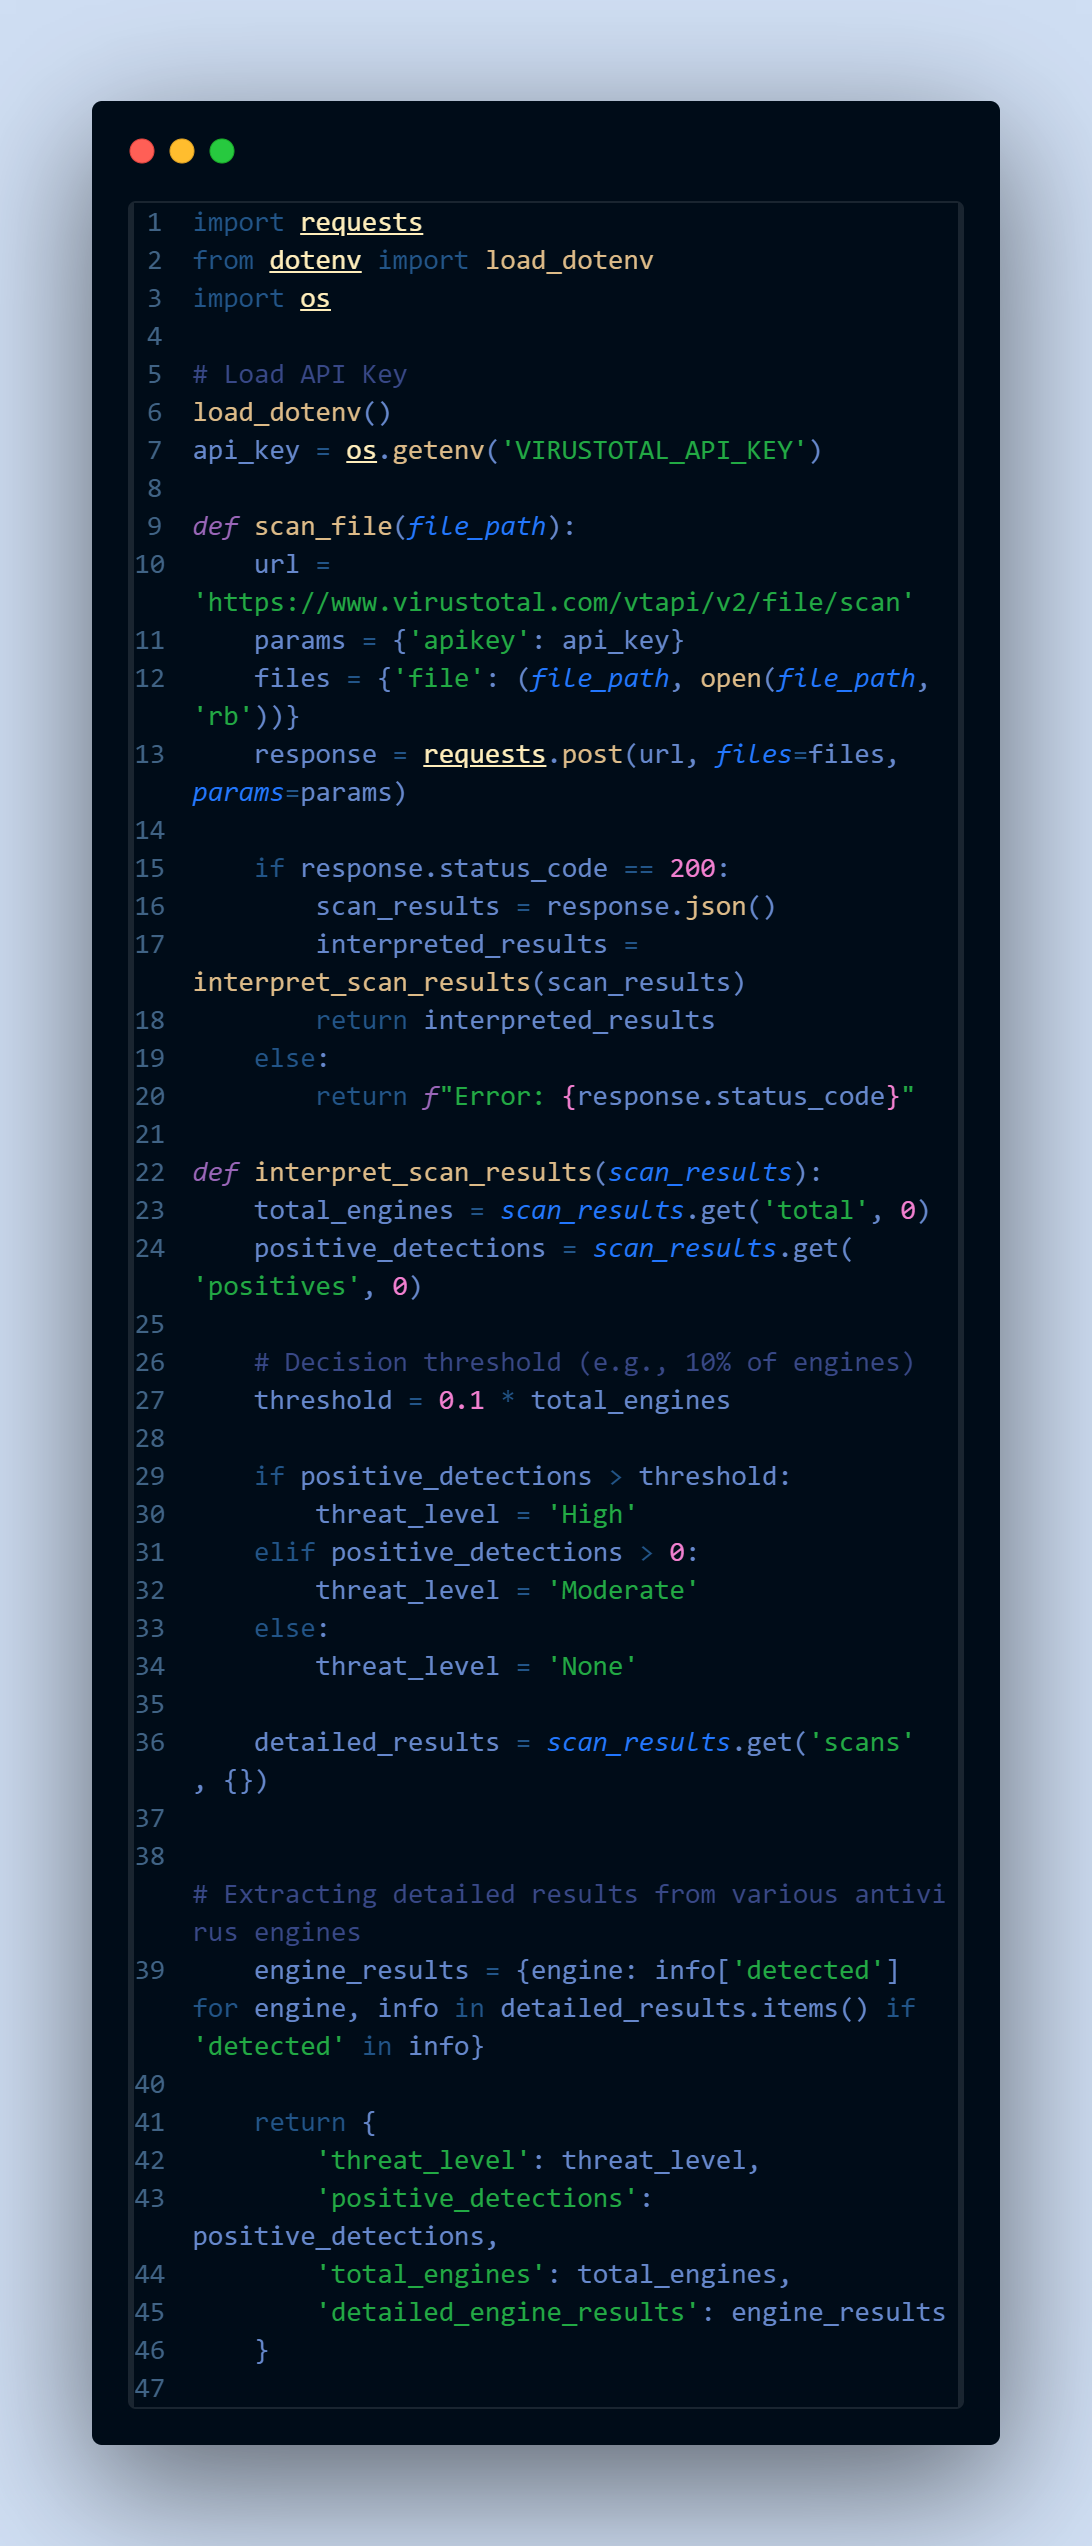 1 import requests
2 from dotenv import load_dotenv
3 import os
4
5 # Load API Key
6 load_dotenv()
7 api_key = os.getenv('VIRUSTOTAL_API_KEY')
8
9 def scan_file(file_path):
10     url =
'https://www.virustotal.com/vtapi/v2/file/scan'
11     params = {'apikey': api_key}
12     files = {'file': (file_path, open(file_path,
'rb'))}
13     response = requests.post(url, files=files,
params=params)
14
15     if response.status_code == 200:
16         scan_results = response.json()
17         interpreted_results =
interpret_scan_results(scan_results)
18         return interpreted_results
19     else:
20         return f"Error: {response.status_code}"
21
22 def interpret_scan_results(scan_results):
23     total_engines = scan_results.get('total', 0)
24     positive_detections = scan_results.get(
'positives', 0)
25
26     # Decision threshold (e.g., 10% of engines)
27     threshold = 0.1 * total_engines
28
29     if positive_detections > threshold:
30         threat_level = 'High'
31     elif positive_detections > 0:
32         threat_level = 'Moderate'
33     else:
34         threat_level = 'None'
35
36     detailed_results = scan_results.get('scans'
, {})
37
38
# Extracting detailed results from various antivi
rus engines
39     engine_results = {engine: info['detected']
for engine, info in detailed_results.items() if
'detected' in info}
40
41     return {
42         'threat_level': threat_level,
43         'positive_detections':
positive_detections,
44         'total_engines': total_engines,
45         'detailed_engine_results': engine_results
46     }
47